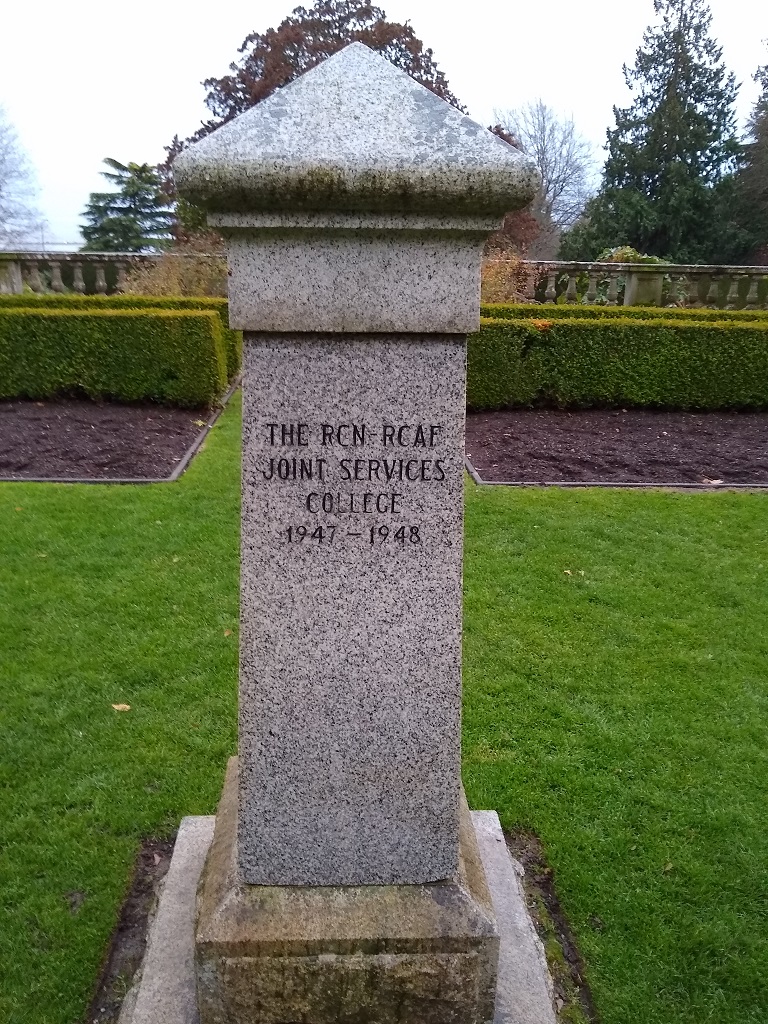 THE RCN-RCAF
JOINT SERVICES
COLLEGE
1947-1948